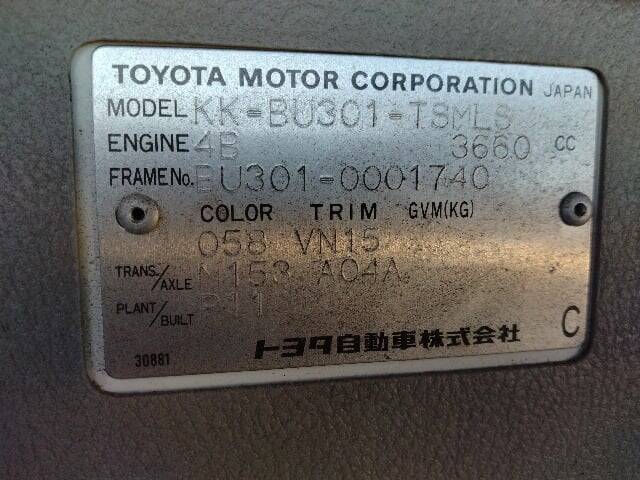 TOYOTA MOTOR CORPORATION JAPAN
MODEL KK-BU301-TSMLS
ENGINE 4B 3660 CC
FRAME No. BU301-0001740
COLOR TRIM GVM(KG)
058 VN15
TRANS./AXLE M153 A04A
PLANT/BUILT P11
30881 トヨタ自動車株式会社 C